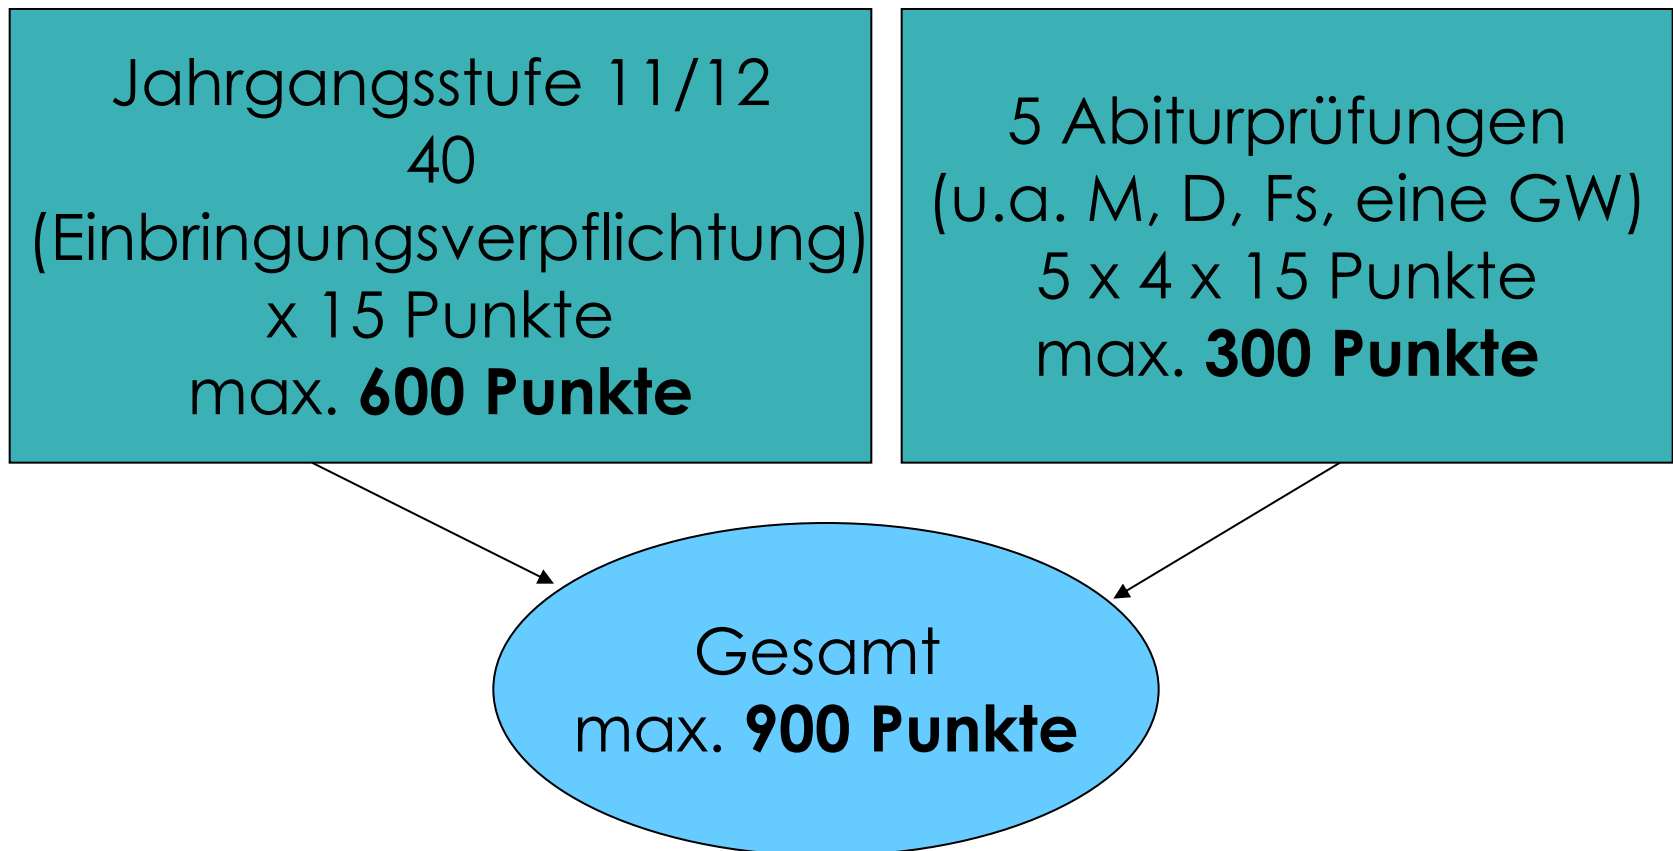 Jahrgangsstufe 11/12
40
(Einbringungsverpflichtung)
x 15 Punkte
max. 600 Punkte
5 Abiturprüfungen
(u.a. M, D, Fs, eine GW)
5 x 4 x 15 Punkte
max. 300 Punkte
Gesamt
max. 900 Punkte